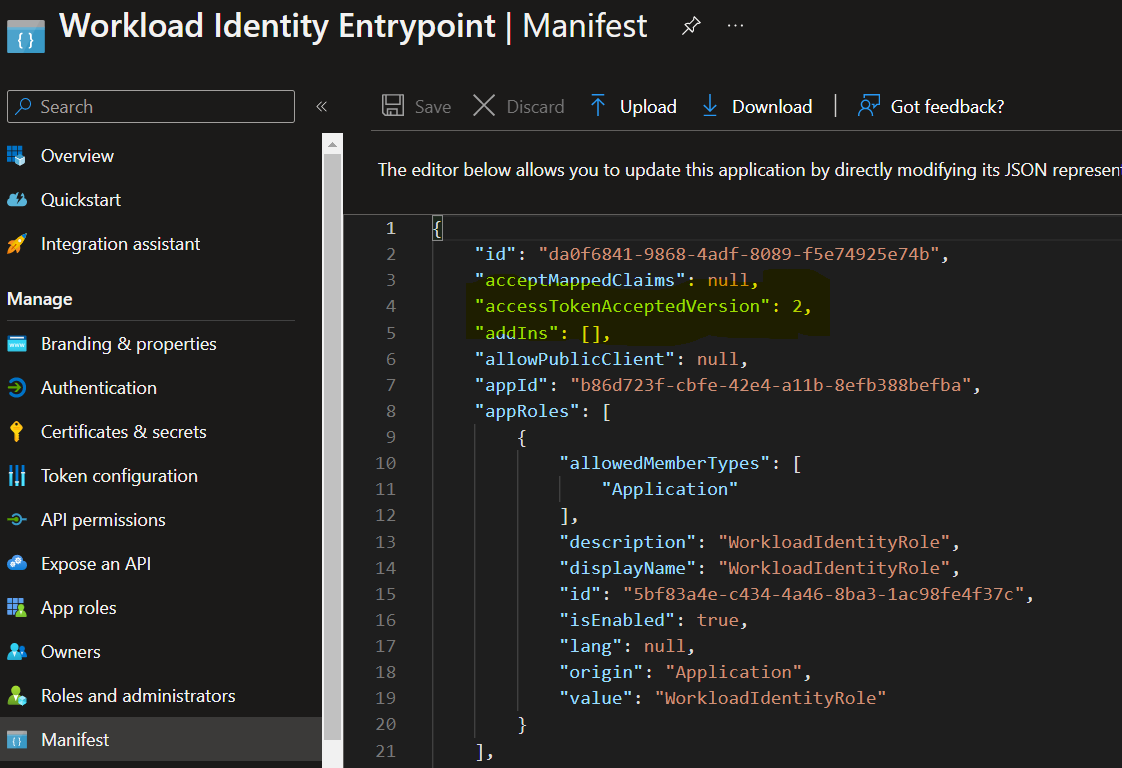 Workload Identity Entrypoint | Manifest
Search
Save
Discard
Upload
Download
Got feedback?
Overview
Quickstart
Integration assistant
Manage
Branding & properties
Authentication
Certificates & secrets
Token configuration
API permissions
Expose an API
App roles
Owners
Roles and administrators
Manifest
The editor below allows you to update this application by directly modifying its JSON represen
1 {
2 "id": "da0f6841-9868-4adf-8089-f5e74925e74b",
3 "acceptMappedClaims": null,
4 "accessTokenAcceptedVersion": 2,
5 "addIns": [],
6 "allowPublicClient": null,
7 "appId": "b86d723f-cbfe-42e4-a11b-8efb388befba",
8 "appRoles": [
9 {
10 "allowedMemberTypes": [
11 "Application"
12 ],
13 "description": "WorkloadIdentityRole",
14 "displayName": "WorkloadIdentityRole",
15 "id": "5bf83a4e-c434-4a46-8ba3-1ac98fe4f37c",
16 "isEnabled": true,
17 "lang": null,
18 "origin": "Application",
19 "value": "WorkloadIdentityRole"
20 }
21 ],